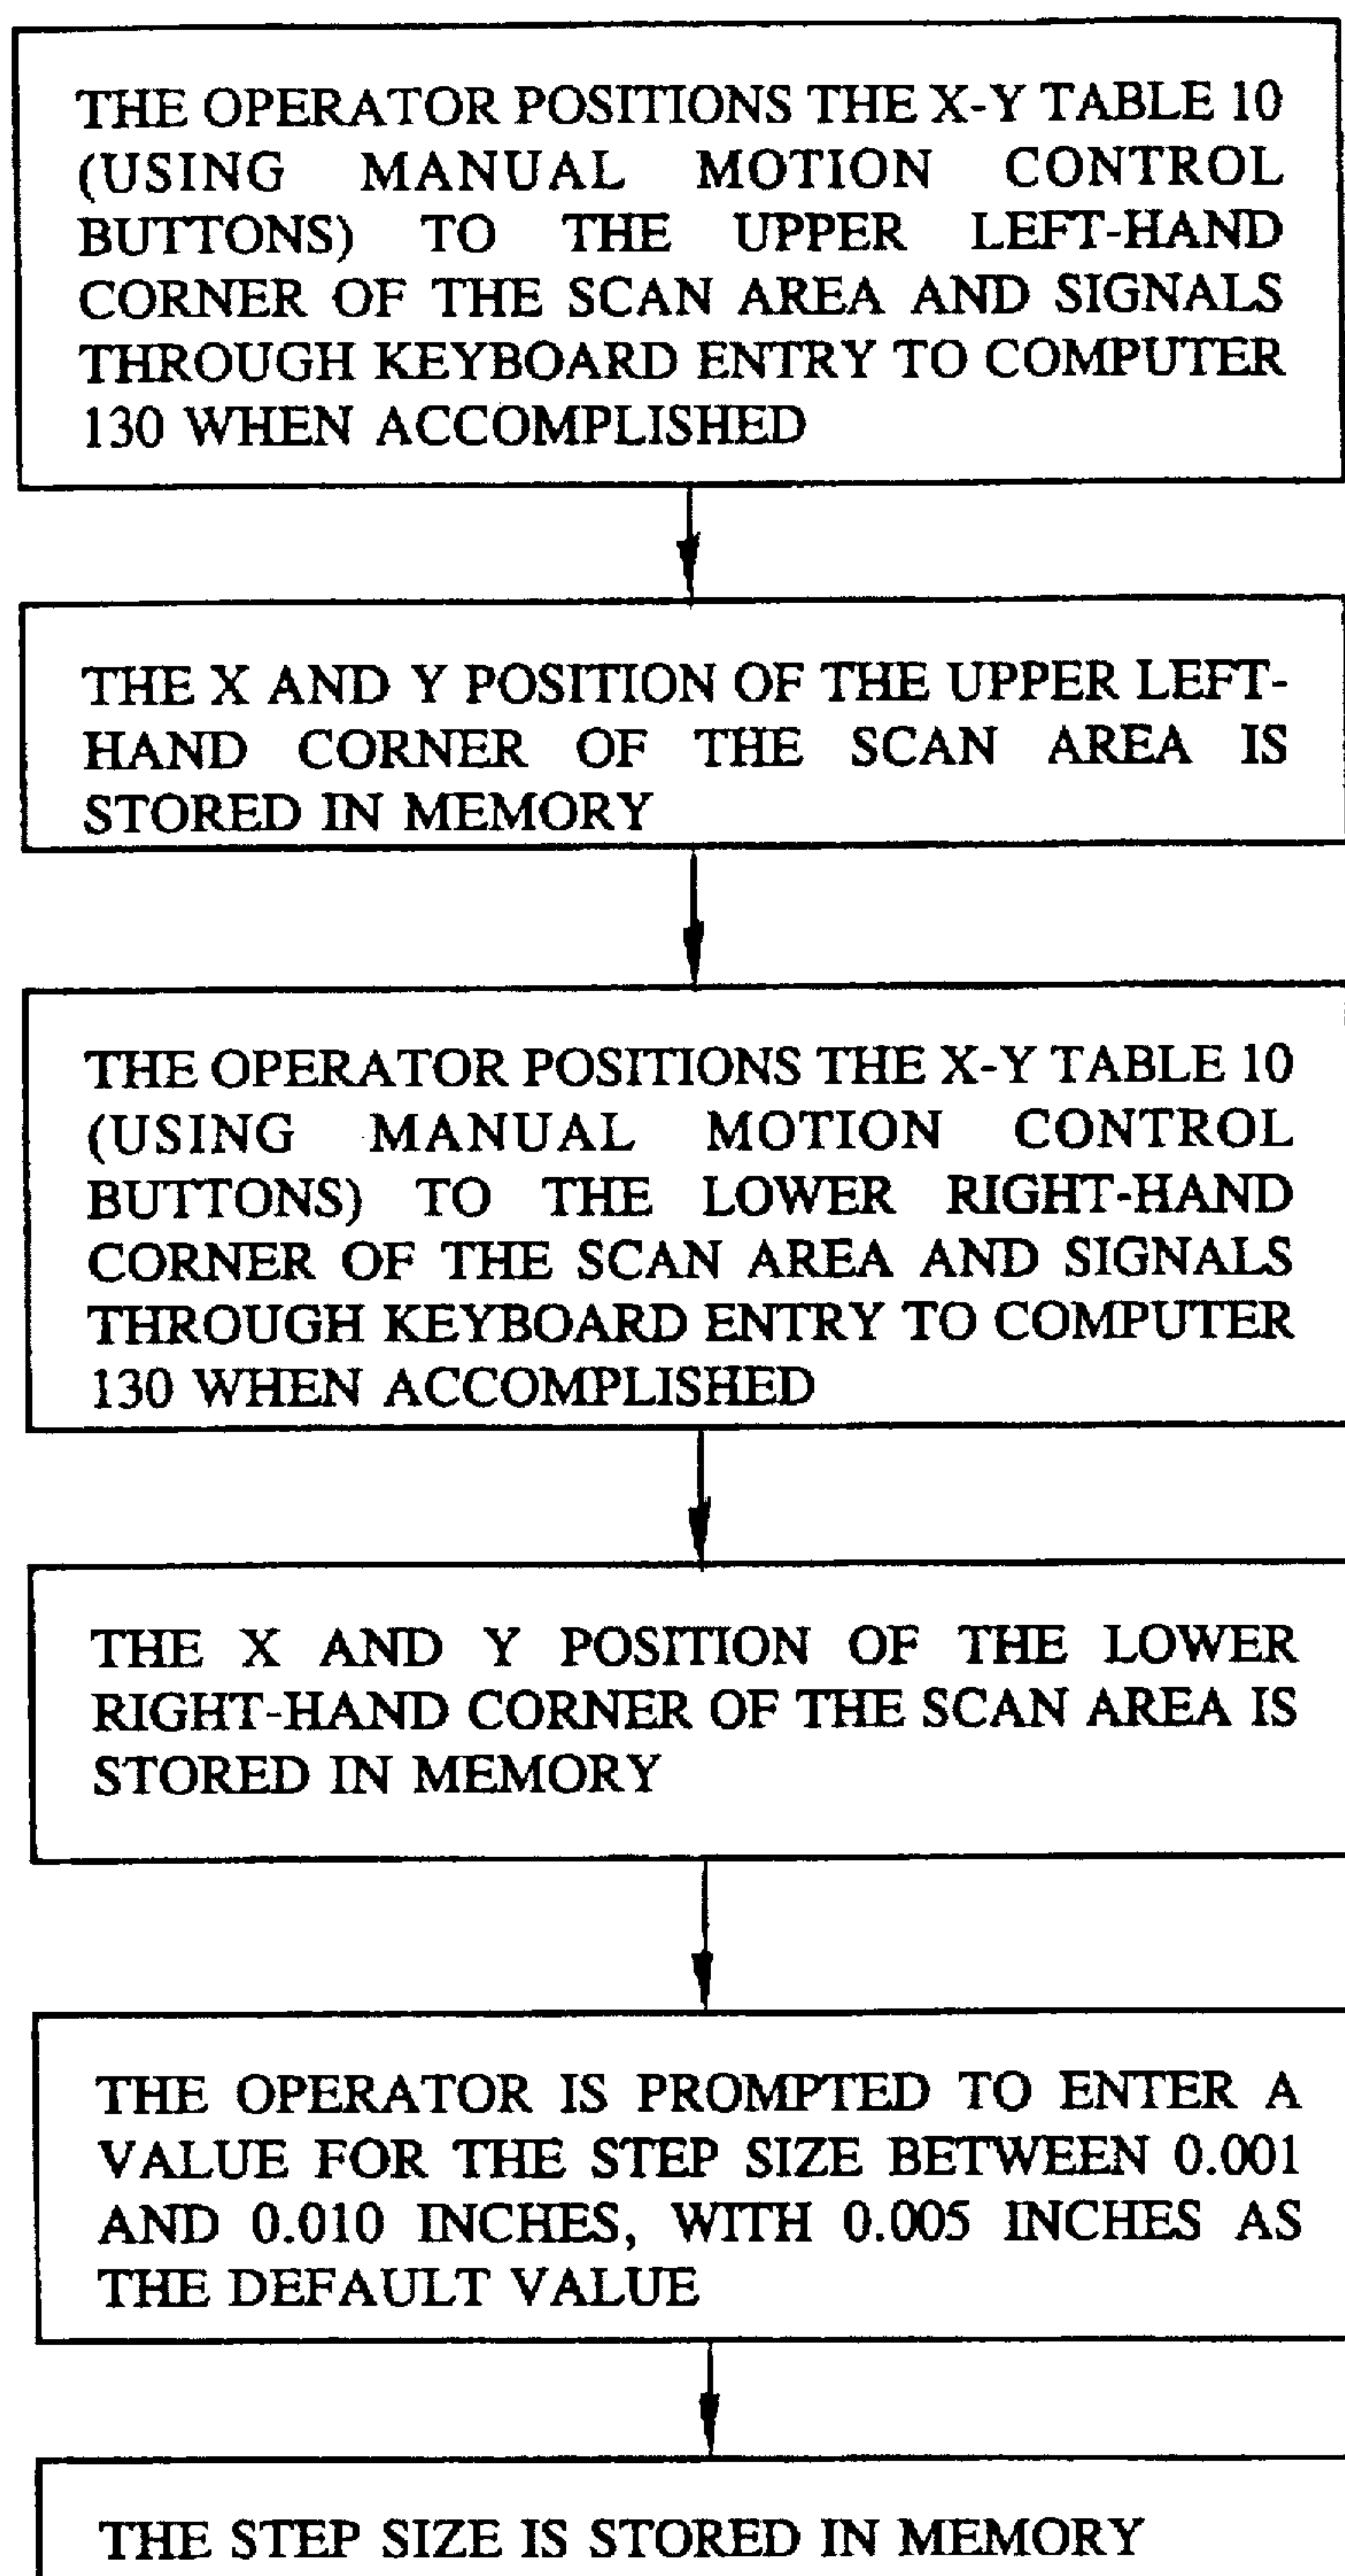 THE OPERATOR POSITIONS THE X-Y TABLE 10
(USING MANUAL MOTION CONTROL
BUTTONS) TO THE UPPER LEFT-HAND
CORNER OF THE SCAN AREA AND SIGNALS
THROUGH KEYBOARD ENTRY TO COMPUTER
130 WHEN ACCOMPLISHED
THE X AND Y POSITION OF THE UPPER LEFT-
HAND CORNER OF THE SCAN AREA IS
STORED IN MEMORY
THE OPERATOR POSITIONS THE X-Y TABLE 10
(USING MANUAL MOTION CONTROL
BUTTONS) TO THE LOWER RIGHT-HAND
CORNER OF THE SCAN AREA AND SIGNALS
THROUGH KEYBOARD ENTRY TO COMPUTER
130 WHEN ACCOMPLISHED
THE X AND Y POSITION OF THE LOWER
RIGHT-HAND CORNER OF THE SCAN AREA IS
STORED IN MEMORY
THE OPERATOR IS PROMPTED TO ENTER A
VALUE FOR THE STEP SIZE BETWEEN 0.001
AND 0.010 INCHES, WITH 0.005 INCHES AS
THE DEFAULT VALUE
THE STEP SIZE IS STORED IN MEMORY